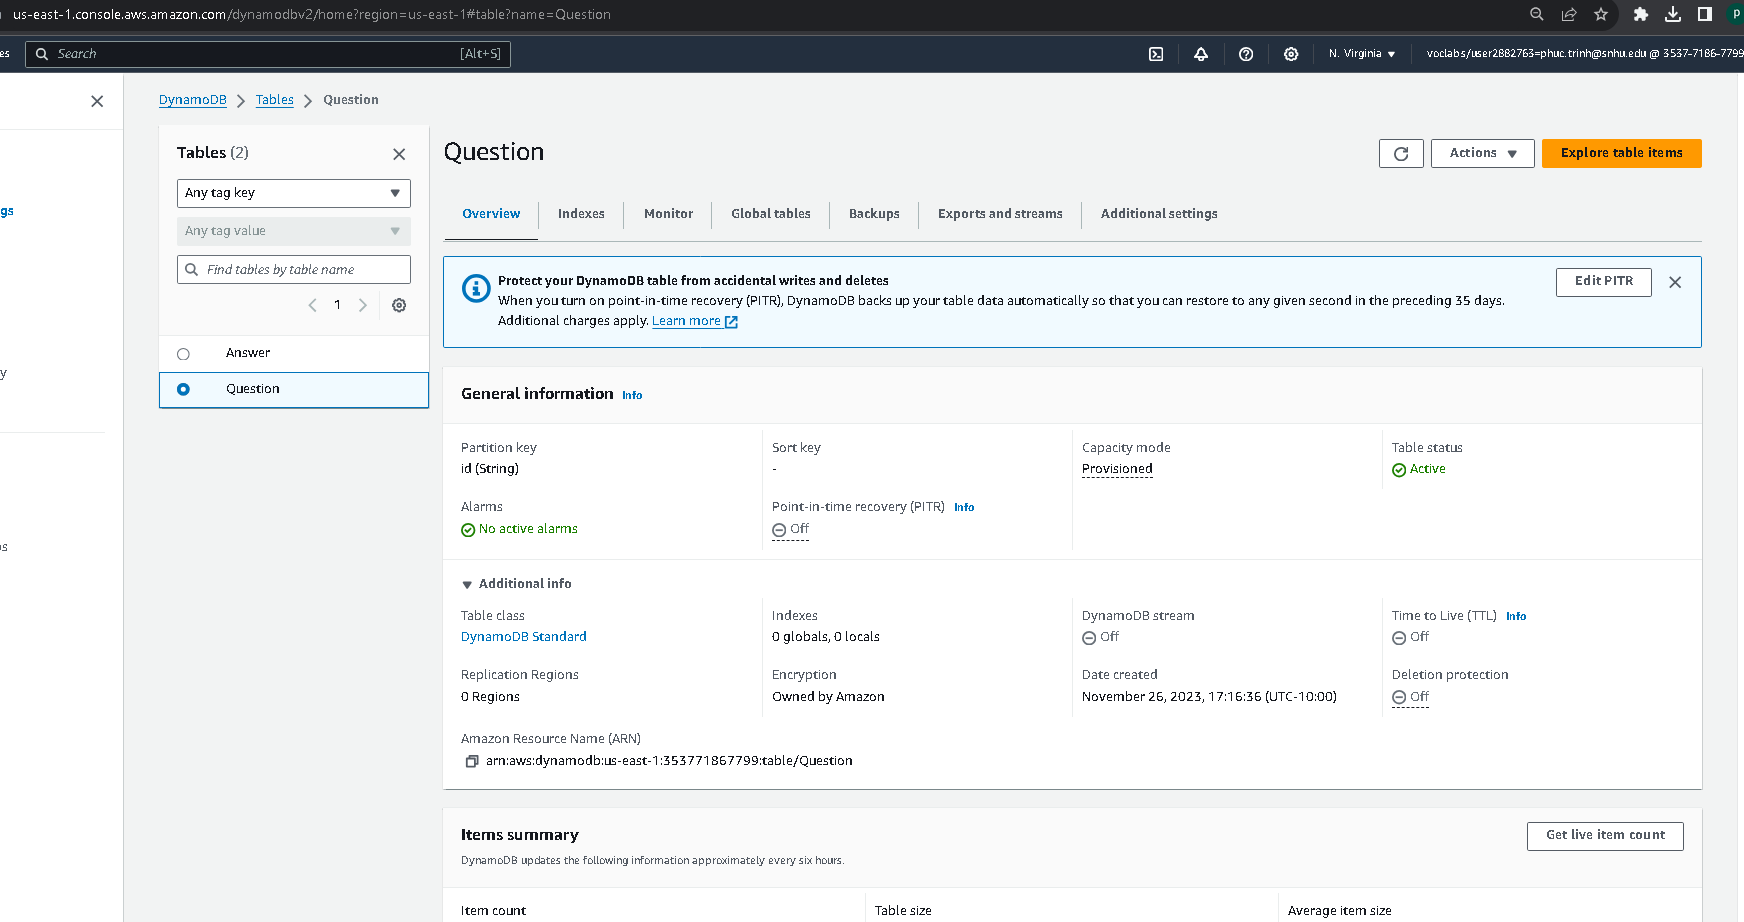 us-east-1.console.aws.amazon.com/dynamodbv2/home?region=us-east-1#table?name=Question
P
es
Search
[Alt+S]
N. Virginia
voclabs/user2882763=phuc.trinh@snhu.edu @ 3537-7186-7799
DynamoDB
Tables
Question
gs
y
s
Tables (2)
Any tag key
Any tag value
Find tables by table name
1
Answer
Question
Question
Actions
Explore table items
Overview
Indexes
Monitor
Global tables
Backups
Exports and streams
Additional settings
Protect your DynamoDB table from accidental writes and deletes
When you turn on point-in-time recovery (PITR), DynamoDB backs up your table data automatically so that you can restore to any given second in the preceding 35 days.
Additional charges apply. Learn more
Edit PITR
General information Info
Partition key
id (String)
Sort key
-
Capacity mode
Provisioned
Table status
Active
Alarms
No active alarms
Point-in-time recovery (PITR) Info
Off
Additional info
Table class
DynamoDB Standard
Indexes
0 globals, 0 locals
DynamoDB stream
Off
Time to Live (TTL) Info
Off
Replication Regions
0 Regions
Encryption
Owned by Amazon
Date created
November 26, 2023, 17:16:36 (UTC-10:00)
Deletion protection
Off
Amazon Resource Name (ARN)
arn:aws:dynamodb:us-east-1:353771867799:table/Question
Items summary
DynamoDB updates the following information approximately every six hours.
Get live item count
Item count
Table size
Average item size